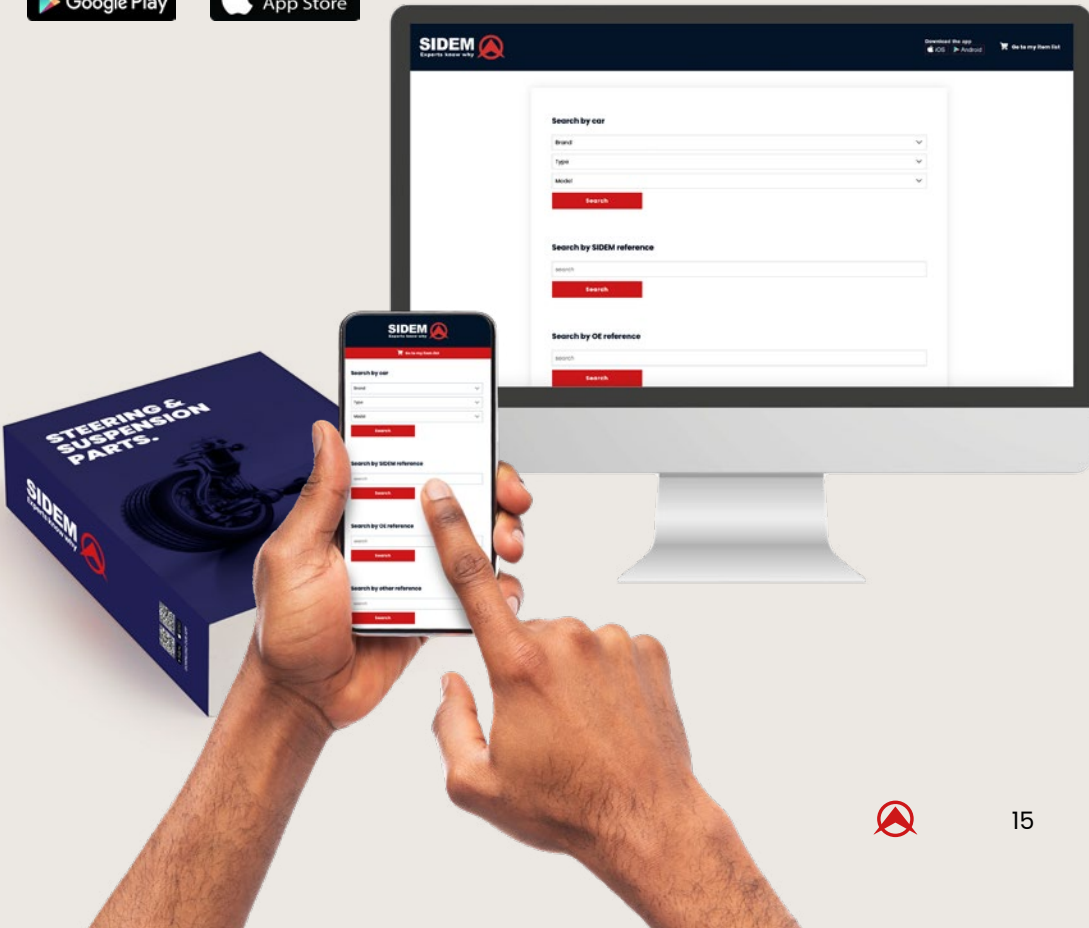 Google Play
App Store
SIDEM
Experts know why
Download the app
iOS Android
Go to my item list
Search by car
Brand
Type
Model
Search
Search by SIDEM reference
search
Search
Search by OE reference
search
Search
SIDEM
Experts know why
Go to my item list
Search by car
Brand
Type
Model
Search
Search by SIDEM reference
search
Search
Search by OE reference
search
Search
Search by other reference
search
Search
STEERING &
SUSPENSION
PARTS.
SIDEM
Experts know why
15